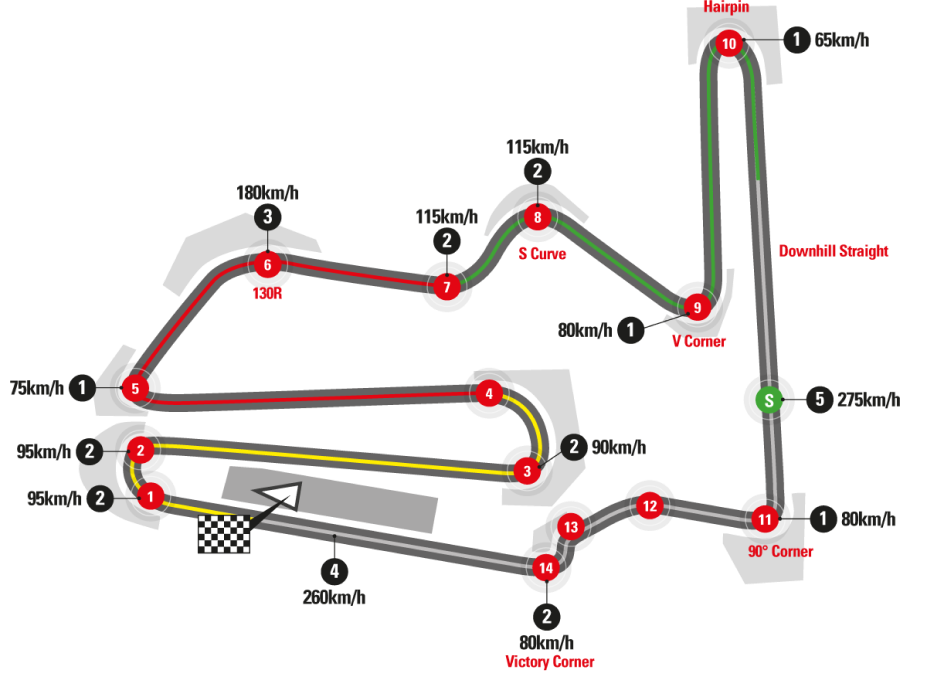 Hairpin
10
1 65km/h
115km/h
2
8
S Curve
180km/h
3
6
130R
115km/h
2
7
Downhill Straight
9
80km/h 1
V Corner
75km/h 1
5
4
S
5 275km/h
95km/h 2
2
3
2 90km/h
95km/h 2
1
12
13
11
1 80km/h
90° Corner
14
4
260km/h
2
80km/h
Victory Corner